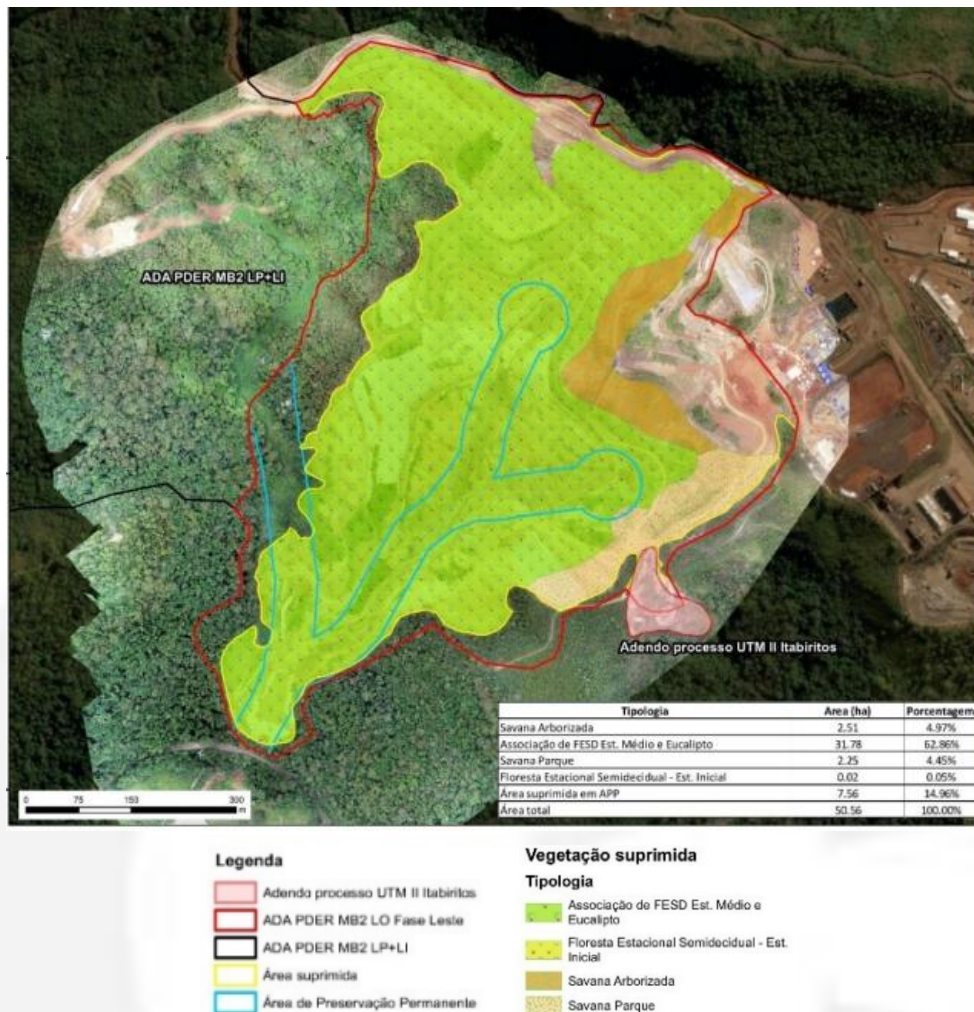 ADA PDER MB2 LP+LI
Adendo processo UTM II Itabiritos
Tipologia Area (ha) Porcentagem
Savana Arborizada 2.51 4.97%
Associação de FESD Est. Médio e Eucalipto 31.78 62.86%
Savana Parque 2.25 4.45%
Floresta Estacional Semidecidual - Est. Inicial 0.02 0.05%
Área suprimida em APP 7.56 14.96%
Área total 50.56 100.00%
0 75 150 300
m
Legenda
Adendo processo UTM II Itabiritos
ADA PDER MB2 LO Fase Leste
ADA PDER MB2 LP+LI
Área suprimida
Área de Preservação Permanente
Vegetação suprimida
Tipologia
Associação de FESD Est. Médio e
Eucalipto
Floresta Estacional Semidecidual - Est.
Inicial
Savana Arborizada
Savana Parque